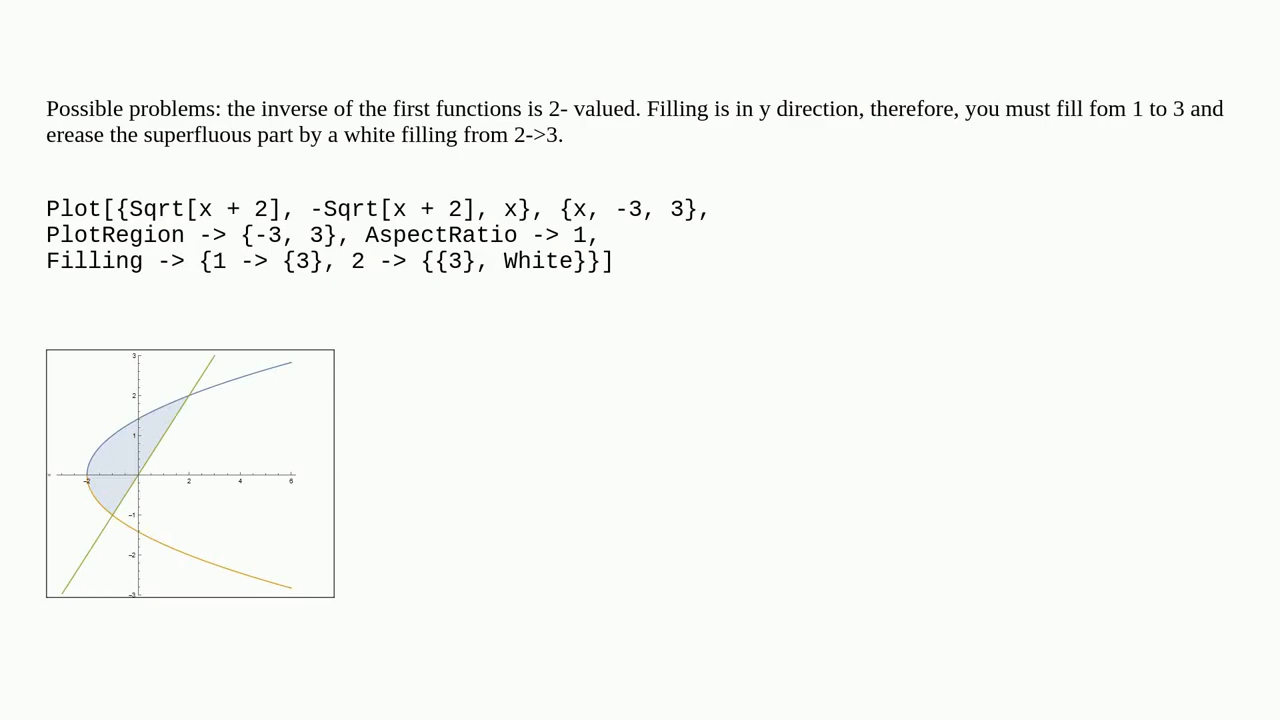 Possible problems: the inverse of the first functions is 2- valued. Filling is in y direction, therefore, you must fill fom 1 to 3 and
erease the superfluous part by a white filling from 2->3.
Plot[{Sqrt[x + 2], -Sqrt[x + 2], x}, {x, -3, 3},
PlotRegion -> {-3, 3}, AspectRatio -> 1,
Filling -> {1 -> {3}, 2 -> {{3}, White}}]
3
2
1
-2 2 4 6
-1
-2
-3